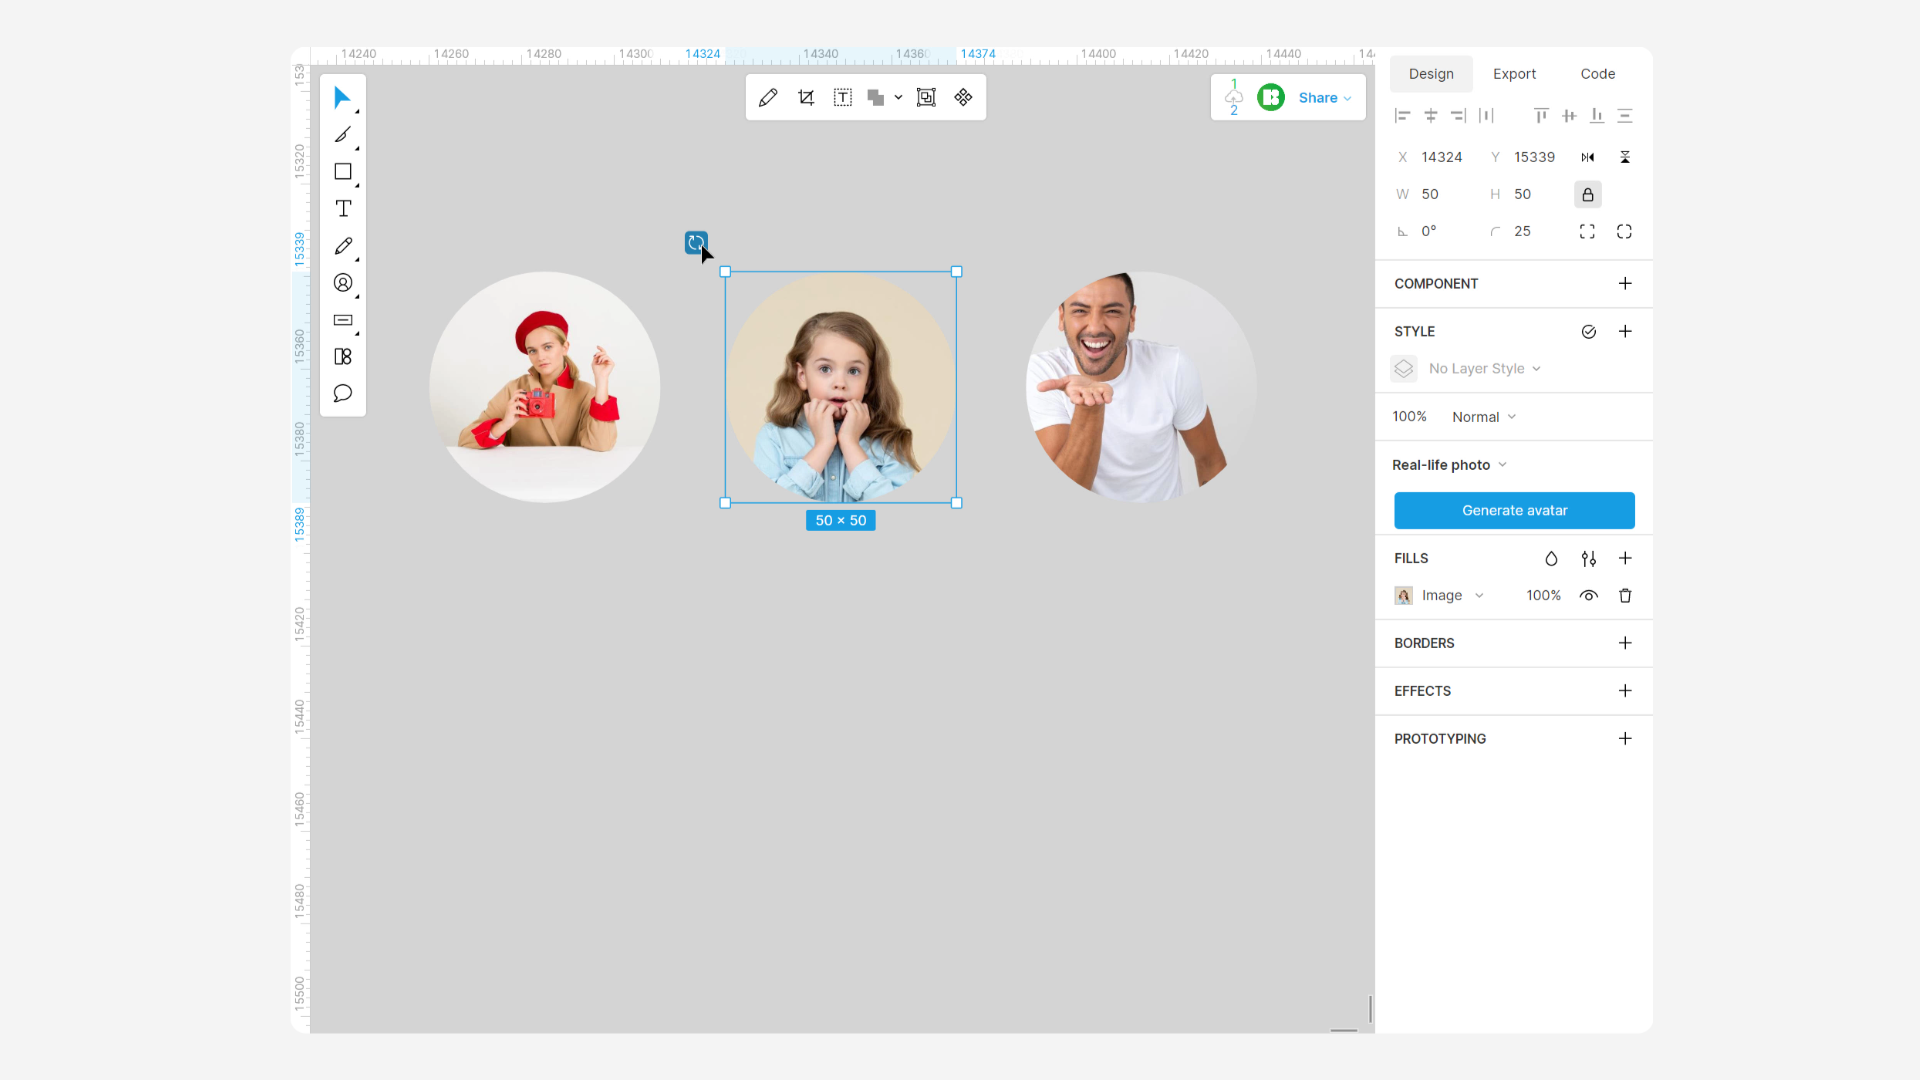 14240 14260 14280 14300 14324 14340 14360 14374 14400 14420 14440 14
153
15320
15339
15360
15380
15389
15420
15440
15460
15480
15500
T
T
1
2
Share
50 × 50
Design Export Code
X 14324 Y 15339
W 50 H 50
0° 25
COMPONENT
STYLE
No Layer Style
100% Normal
Real-life photo
Generate avatar
FILLS
Image 100%
BORDERS
EFFECTS
PROTOTYPING